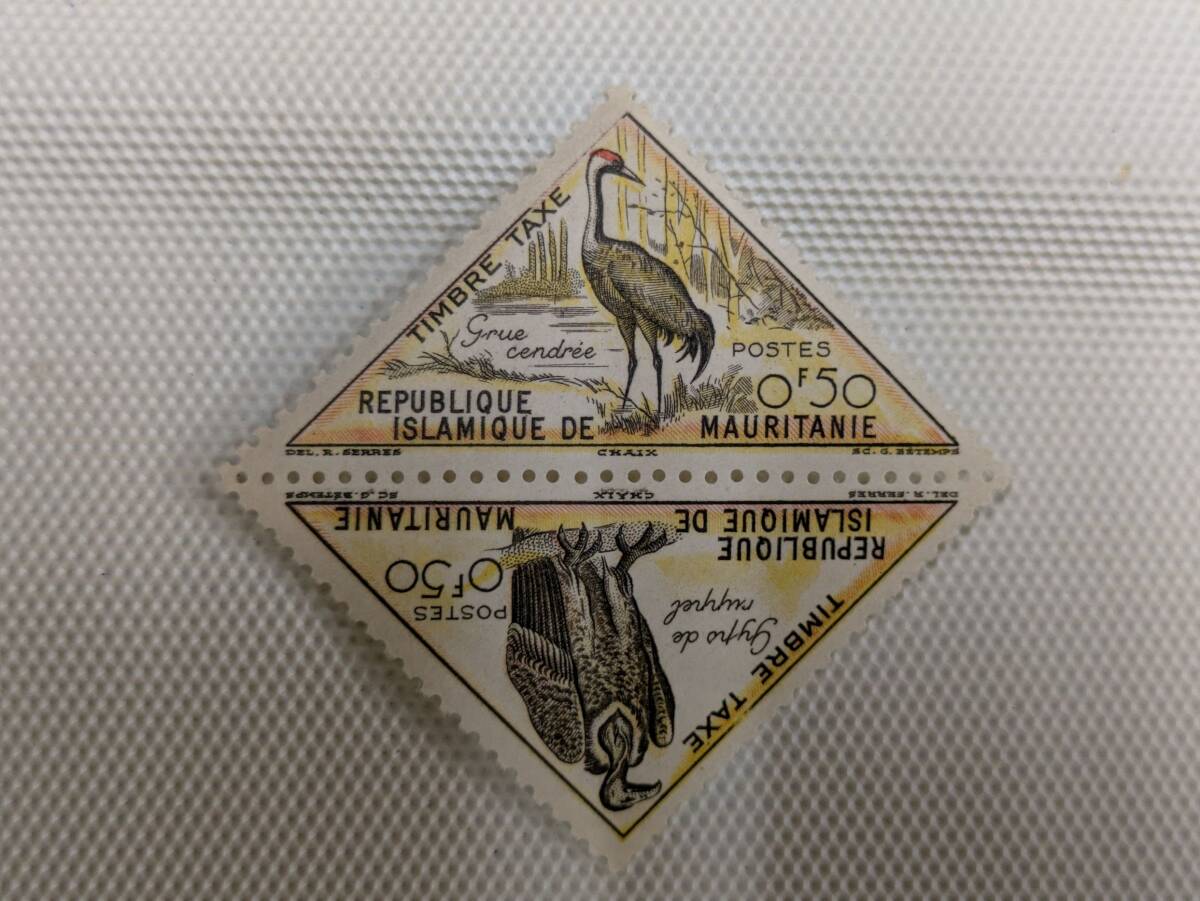 TIMBRE TAXE
Grue
cendrée
POSTES
0F50
REPUBLIQUE
ISLAMIQUE DE MAURITANIE
DEL. R. SERRES CHAIX SC. G. BÉTEMPS
TIMBRE TAXE
Gyps de
ruppel
POSTES
0F50
REPUBLIQUE
ISLAMIQUE DE MAURITANIE
DEL. R. SERRES CHAIX SC. G. BÉTEMPS